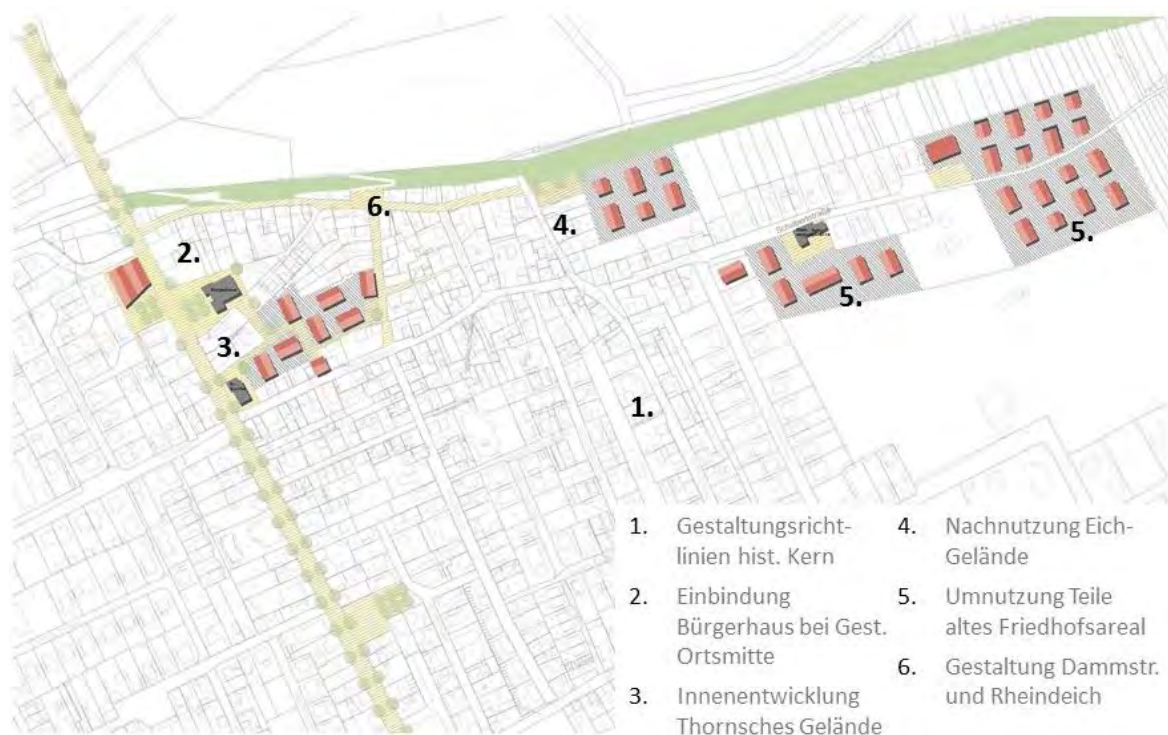 6.
2.
4.
3.
5.
5.
1.
1. Gestaltungsricht-
linien hist. Kern
2. Einbindung
Bürgerhaus bei Gest.
Ortsmitte
3. Innenentwicklung
Thornsches Gelände
4. Nachnutzung Eich-
Gelände
5. Umnutzung Teile
altes Friedhofsareal
6. Gestaltung Dammstr.
und Rheindeich